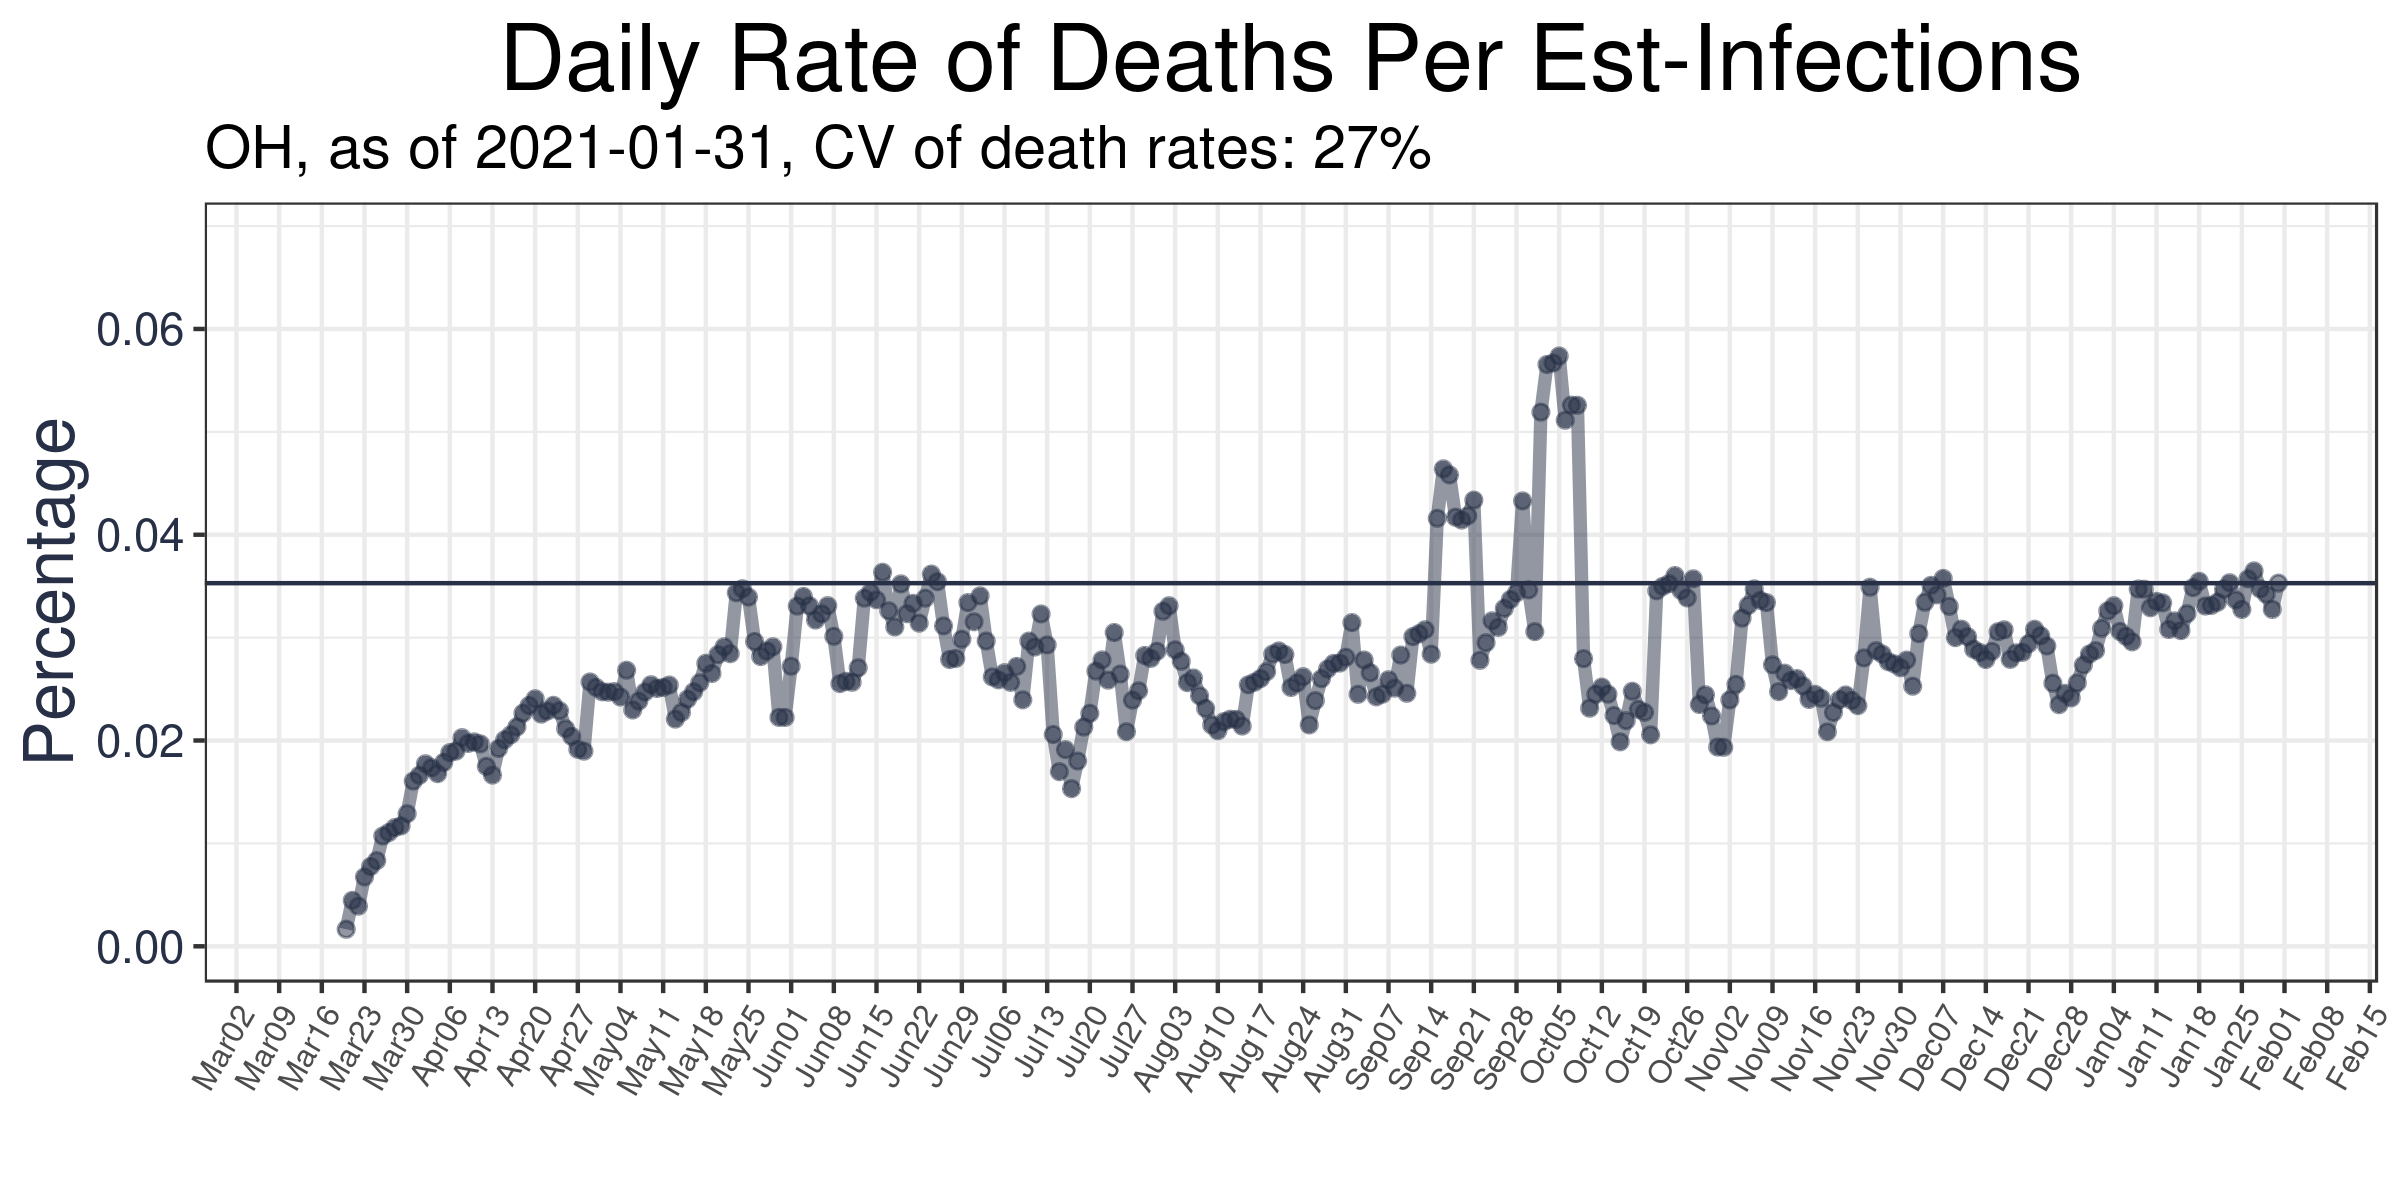 Daily Rate of Deaths Per Est-Infections
OH, as of 2021-01-31, CV of death rates: 27%
Percentage
0.06
0.04
0.02
0.00
Mar02 Mar09 Mar16 Mar23 Mar30 Apr06 Apr13 Apr20 Apr27 May04 May11 May18 May25 Jun01 Jun08 Jun15 Jun22 Jun29 Jul06 Jul13 Jul20 Jul27 Aug03 Aug10 Aug17 Aug24 Aug31 Sep07 Sep14 Sep21 Sep28 Oct05 Oct12 Oct19 Oct26 Nov02 Nov09 Nov16 Nov23 Nov30 Dec07 Dec14 Dec21 Dec28 Jan04 Jan11 Jan18 Jan25 Feb01 Feb08 Feb15